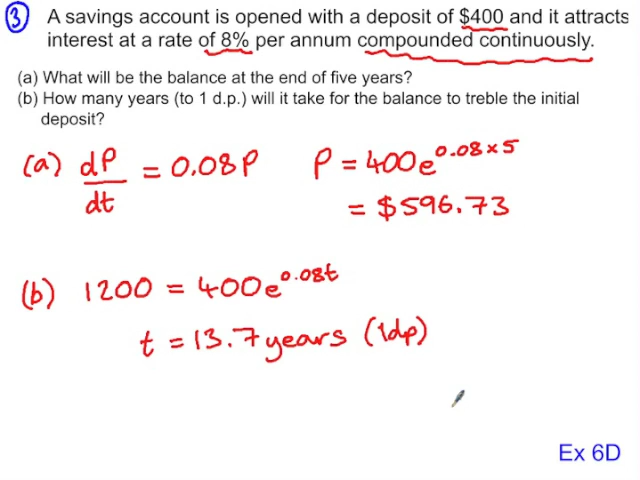 ③ A savings account is opened with a deposit of $400 and it attracts
interest at a rate of 8% per annum compounded continuously.
(a) What will be the balance at the end of five years?
(b) How many years (to 1 d.p.) will it take for the balance to treble the initial
deposit?
(a) dP/dt = 0.08P P = 400e^0.08×5
= $596.73
(b) 1200 = 400e^0.08t
t = 13.7 years (1dp)
Ex 6D